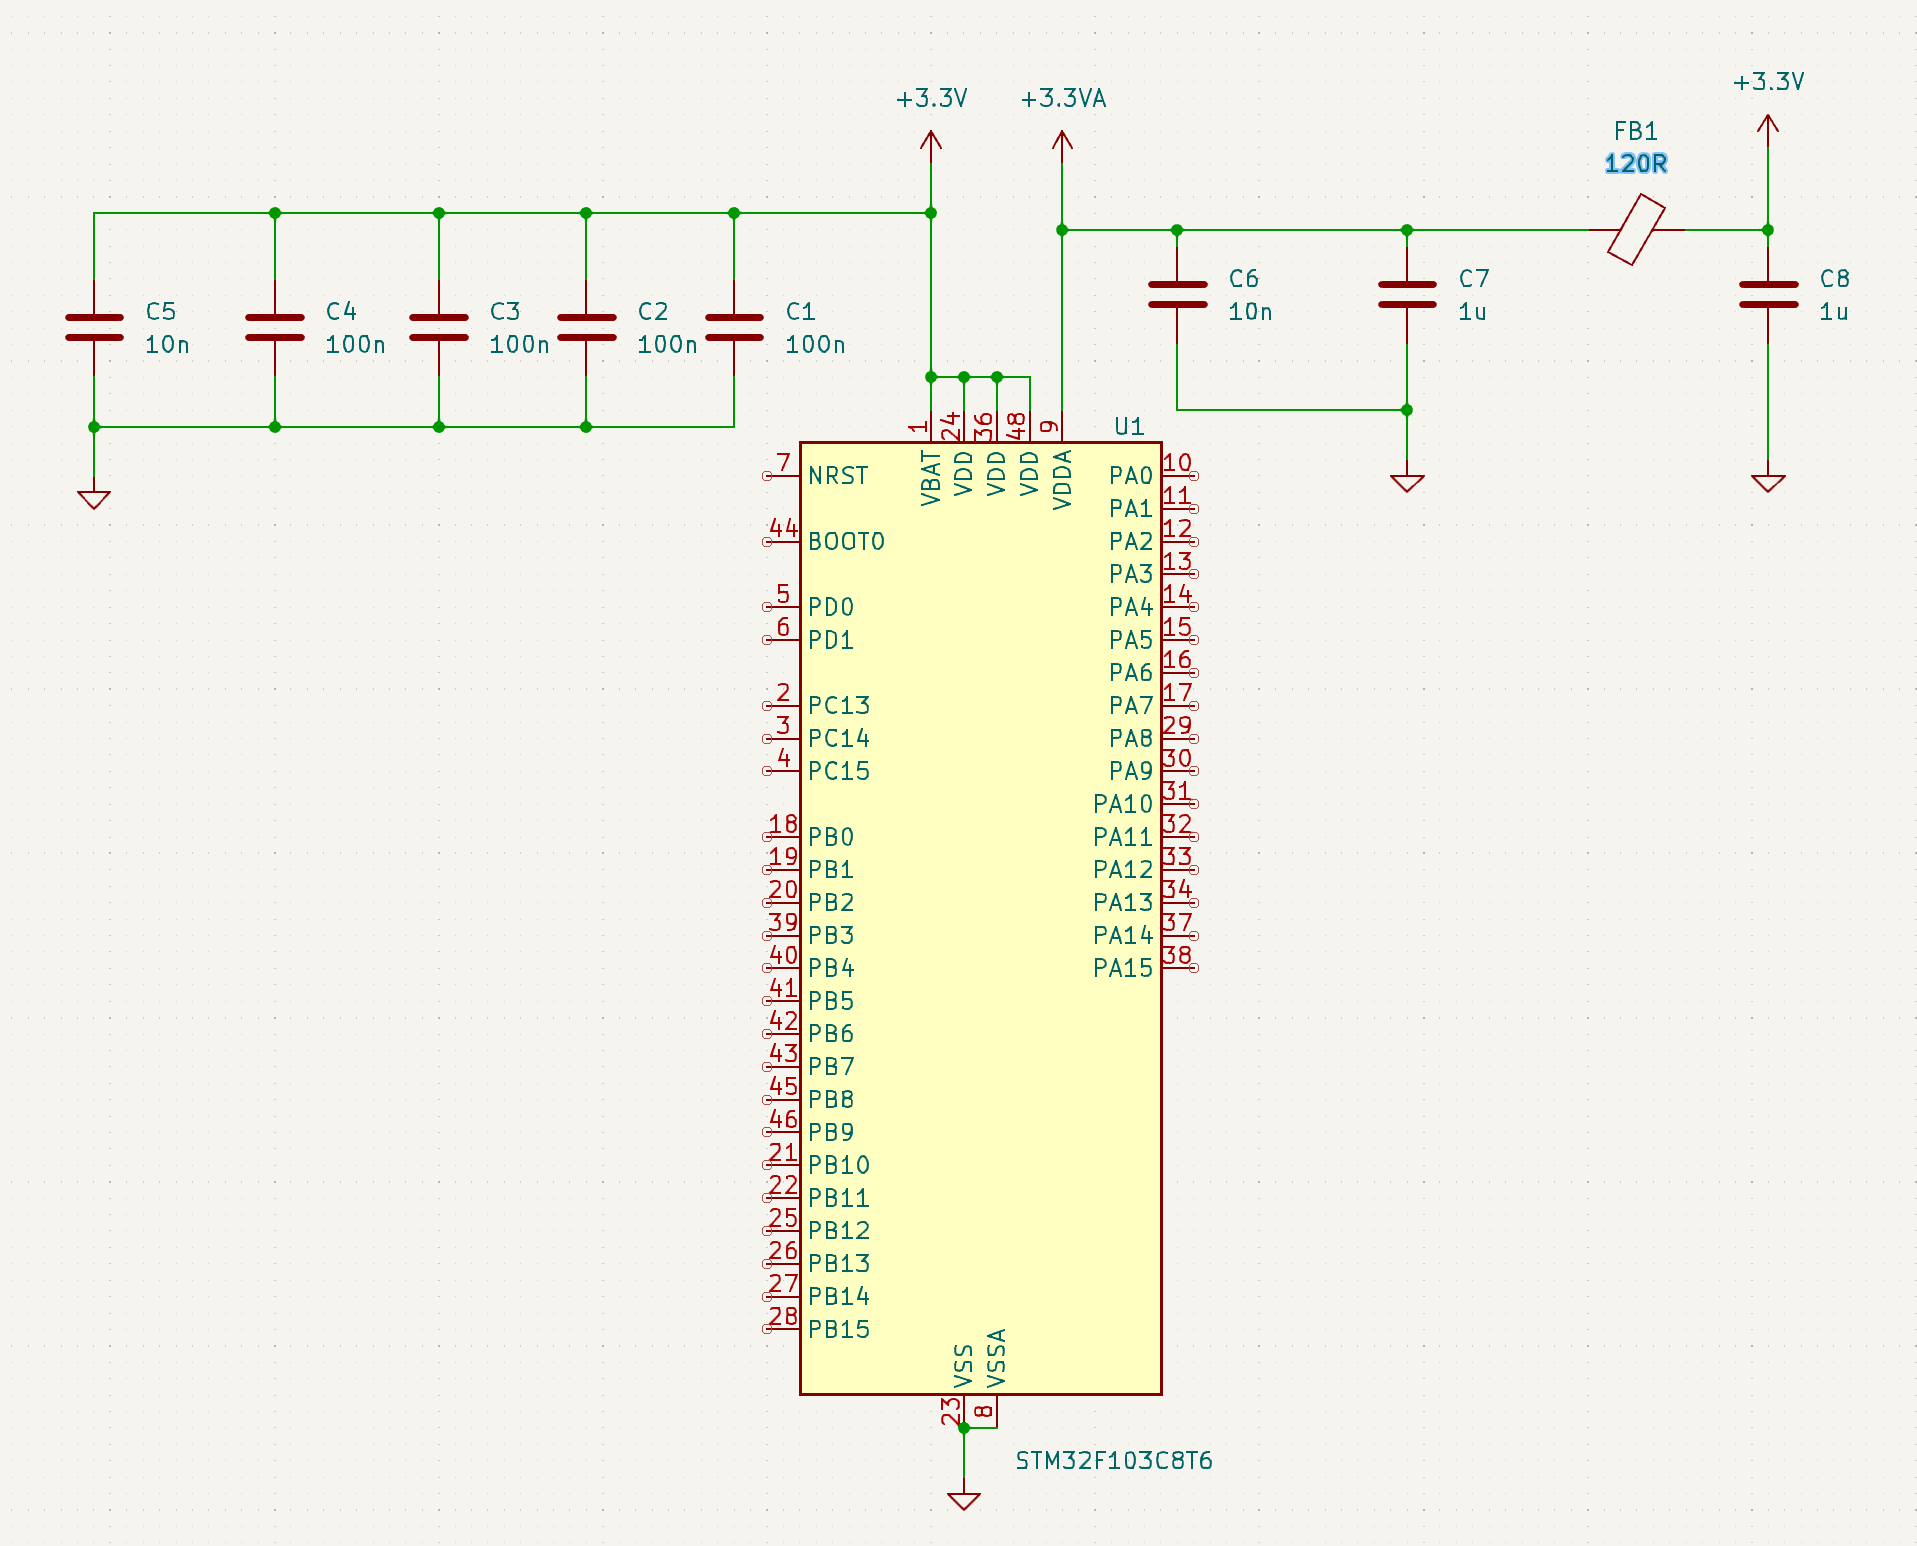 +3.3V
+3.3V
+3.3VA
FB1
120R
C5
10n
C4
100n
C3
100n
C2
100n
C1
100n
C6
10n
C7
1u
C8
1u
U1
1
VBAT
24
VDD
36
VDD
48
VDD
9
VDDA
7 NRST
44 BOOT0
5 PD0
6 PD1
2 PC13
3 PC14
4 PC15
18 PB0
19 PB1
20 PB2
39 PB3
40 PB4
41 PB5
42 PB6
43 PB7
45 PB8
46 PB9
21 PB10
22 PB11
25 PB12
26 PB13
27 PB14
28 PB15
PA0 10
PA1 11
PA2 12
PA3 13
PA4 14
PA5 15
PA6 16
PA7 17
PA8 29
PA9 30
PA10 31
PA11 32
PA12 33
PA13 34
PA14 37
PA15 38
VSS
23
VSSA
8
STM32F103C8T6